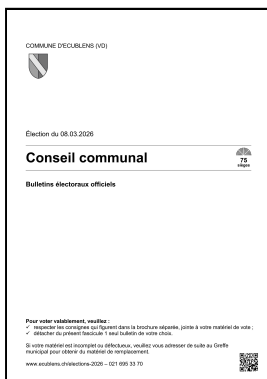 COMMUNE D'ECUBLENS (VD)
Élection du 08.03.2026
Conseil communal
75
sièges
Bulletins électoraux officiels
Pour voter valablement, veuillez :
✓ respecter les consignes qui figurent dans la brochure séparée, jointe à votre matériel de vote ;
✓ détacher du présent fascicule 1 seul bulletin de votre choix.
Si votre matériel est incomplet ou défectueux, veuillez vous adresser de suite au Greffe
municipal pour obtenir du matériel de remplacement.
www.ecublens.ch/elections-2026 – 021 695 33 70